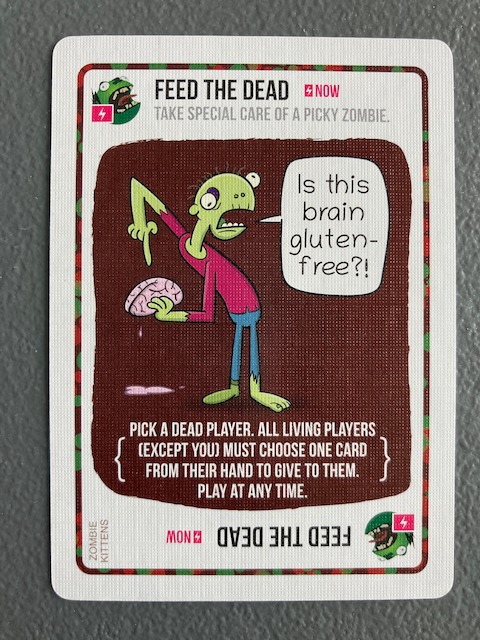 FEED THE DEAD NOW
TAKE SPECIAL CARE OF A PICKY ZOMBIE.
Is this
brain
gluten-
free?!
PICK A DEAD PLAYER. ALL LIVING PLAYERS
(EXCEPT YOU) MUST CHOOSE ONE CARD
FROM THEIR HAND TO GIVE TO THEM.
PLAY AT ANY TIME.
FEED THE DEAD NOW
ZOMBIE
KITTENS